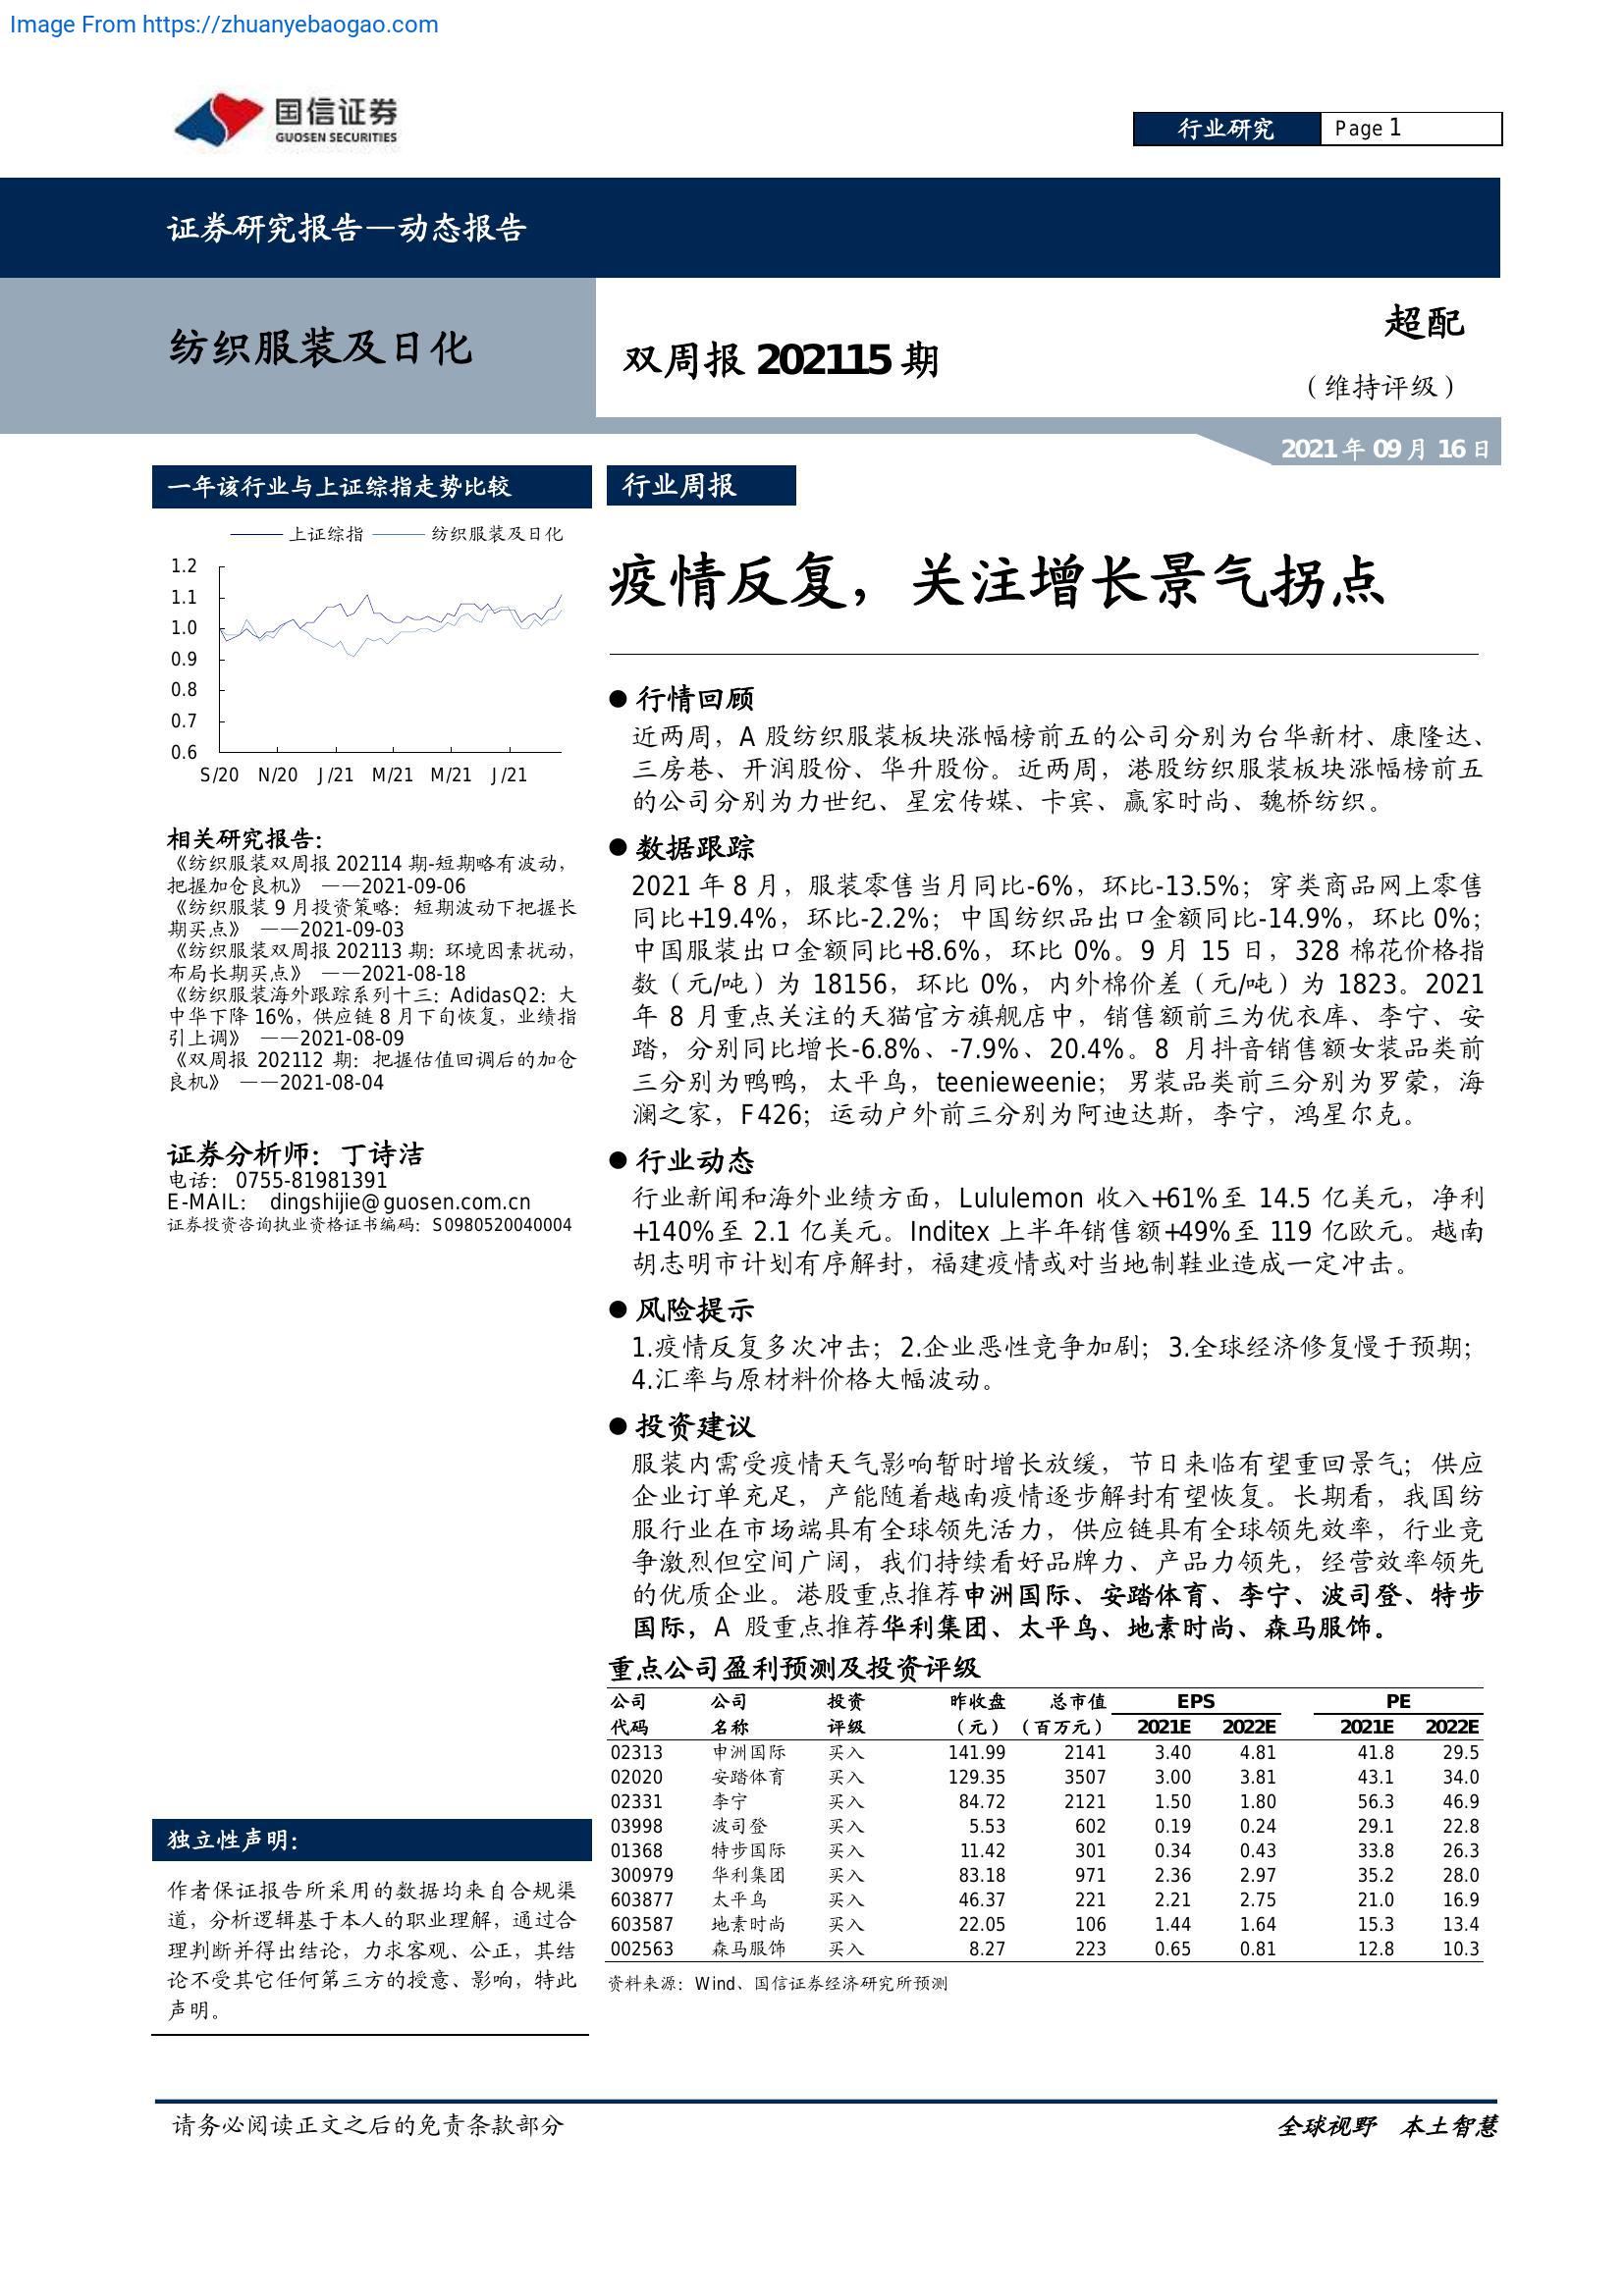 Image From https://zhuanyebaogao.com
国信证券
GUOSEN SECURITIES
行业研究
Page 1
证券研究报告—动态报告
纺织服装及日化
双周报 202115 期
超配
（维持评级）
2021 年 09 月 16 日
一年该行业与上证综指走势比较
上证综指 纺织服装及日化
1.2
1.1
1.0
0.9
0.8
0.7
0.6
S/20 N/20 J/21 M/21 M/21 J/21
相关研究报告：
《纺织服装双周报 202114 期-短期略有波动，
把握加仓良机》 ——2021-09-06
《纺织服装 9 月投资策略：短期波动下把握长
期买点》 ——2021-09-03
《纺织服装双周报 202113 期：环境因素扰动，
布局长期买点》 ——2021-08-18
《纺织服装海外跟踪系列十三：AdidasQ2：大
中华下降 16%，供应链 8 月下旬恢复，业绩指
引上调》 ——2021-08-09
《双周报 202112 期：把握估值回调后的加仓
良机》 ——2021-08-04
证券分析师：丁诗洁
电话： 0755-81981391
E-MAIL： dingshijie@guosen.com.cn
证券投资咨询执业资格证书编码：S0980520040004
独立性声明：
作者保证报告所采用的数据均来自合规渠
道，分析逻辑基于本人的职业理解，通过合
理判断并得出结论，力求客观、公正，其结
论不受其它任何第三方的授意、影响，特此
声明。
行业周报
疫情反复，关注增长景气拐点
● 行情回顾
近两周，A 股纺织服装板块涨幅榜前五的公司分别为台华新材、康隆达、
三房巷、开润股份、华升股份。近两周，港股纺织服装板块涨幅榜前五
的公司分别为力世纪、星宏传媒、卡宾、赢家时尚、魏桥纺织。
● 数据跟踪
2021 年 8 月，服装零售当月同比-6%，环比-13.5%；穿类商品网上零售
同比+19.4%，环比-2.2%；中国纺织品出口金额同比-14.9%，环比 0%；
中国服装出口金额同比+8.6%，环比 0%。9 月 15 日，328 棉花价格指
数（元/吨）为 18156，环比 0%，内外棉价差（元/吨）为 1823。2021
年 8 月重点关注的天猫官方旗舰店中，销售额前三为优衣库、李宁、安
踏，分别同比增长-6.8%、-7.9%、20.4%。8 月抖音销售额女装品类前
三分别为鸭鸭，太平鸟，teenieweenie；男装品类前三分别为罗蒙，海
澜之家，F426；运动户外前三分别为阿迪达斯，李宁，鸿星尔克。
● 行业动态
行业新闻和海外业绩方面，Lululemon 收入+61%至 14.5 亿美元，净利
+140%至 2.1 亿美元。Inditex 上半年销售额+49%至 119 亿欧元。越南
胡志明市计划有序解封，福建疫情或对当地制鞋业造成一定冲击。
● 风险提示
1.疫情反复多次冲击；2.企业恶性竞争加剧；3.全球经济修复慢于预期；
4.汇率与原材料价格大幅波动。
● 投资建议
服装内需受疫情天气影响暂时增长放缓，节日来临有望重回景气；供应
企业订单充足，产能随着越南疫情逐步解封有望恢复。长期看，我国纺
服行业在市场端具有全球领先活力，供应链具有全球领先效率，行业竞
争激烈但空间广阔，我们持续看好品牌力、产品力领先，经营效率领先
的优质企业。港股重点推荐申洲国际、安踏体育、李宁、波司登、特步
国际，A 股重点推荐华利集团、太平鸟、地素时尚、森马服饰。
重点公司盈利预测及投资评级
公司 公司 投资 昨收盘 总市值 EPS PE
代码 名称 评级 （元） （百万元） 2021E 2022E 2021E 2022E
02313 申洲国际 买入 141.99 2141 3.40 4.81 41.8 29.5
02020 安踏体育 买入 129.35 3507 3.00 3.81 43.1 34.0
02331 李宁 买入 84.72 2121 1.50 1.80 56.3 46.9
03998 波司登 买入 5.53 602 0.19 0.24 29.1 22.8
01368 特步国际 买入 11.42 301 0.34 0.43 33.8 26.3
300979 华利集团 买入 83.18 971 2.36 2.97 35.2 28.0
603877 太平鸟 买入 46.37 221 2.21 2.75 21.0 16.9
603587 地素时尚 买入 22.05 106 1.44 1.64 15.3 13.4
002563 森马服饰 买入 8.27 223 0.65 0.81 12.8 10.3
资料来源：Wind、国信证券经济研究所预测
请务必阅读正文之后的免责条款部分
全球视野 本土智慧